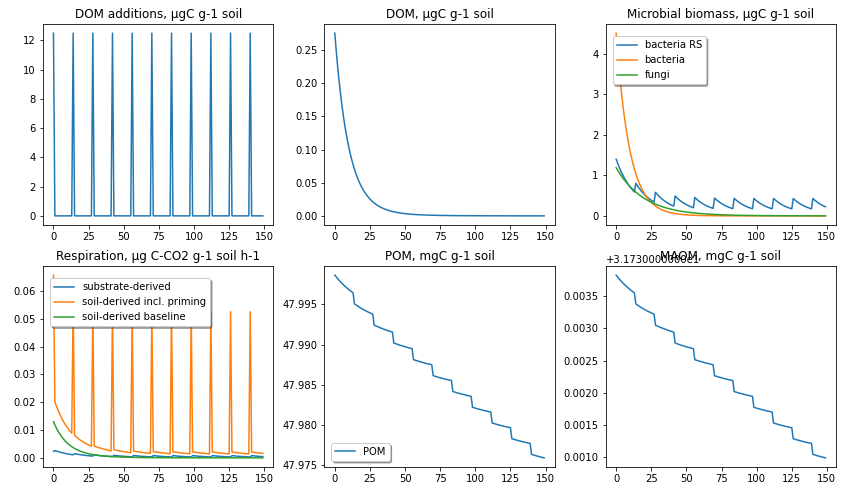 DOM additions, µgC g-1 soil
12
10
8
6
4
2
0
0 25 50 75 100 125 150
DOM, µgC g-1 soil
0.25
0.20
0.15
0.10
0.05
0.00
0 25 50 75 100 125 150
Microbial biomass, µgC g-1 soil
bacteria RS
bacteria
fungi
4
3
2
1
0
0 25 50 75 100 125 150
Respiration, µg C-CO2 g-1 soil h-1
substrate-derived
soil-derived incl. priming
soil-derived baseline
0.06
0.05
0.04
0.03
0.02
0.01
0.00
0 25 50 75 100 125 150
POM, mgC g-1 soil
47.995
47.990
47.985
47.980
47.975
POM
0 25 50 75 100 125 150
MAOM, mgC g-1 soil
0.0035
0.0030
0.0025
0.0020
0.0015
0.0010
0 25 50 75 100 125 150